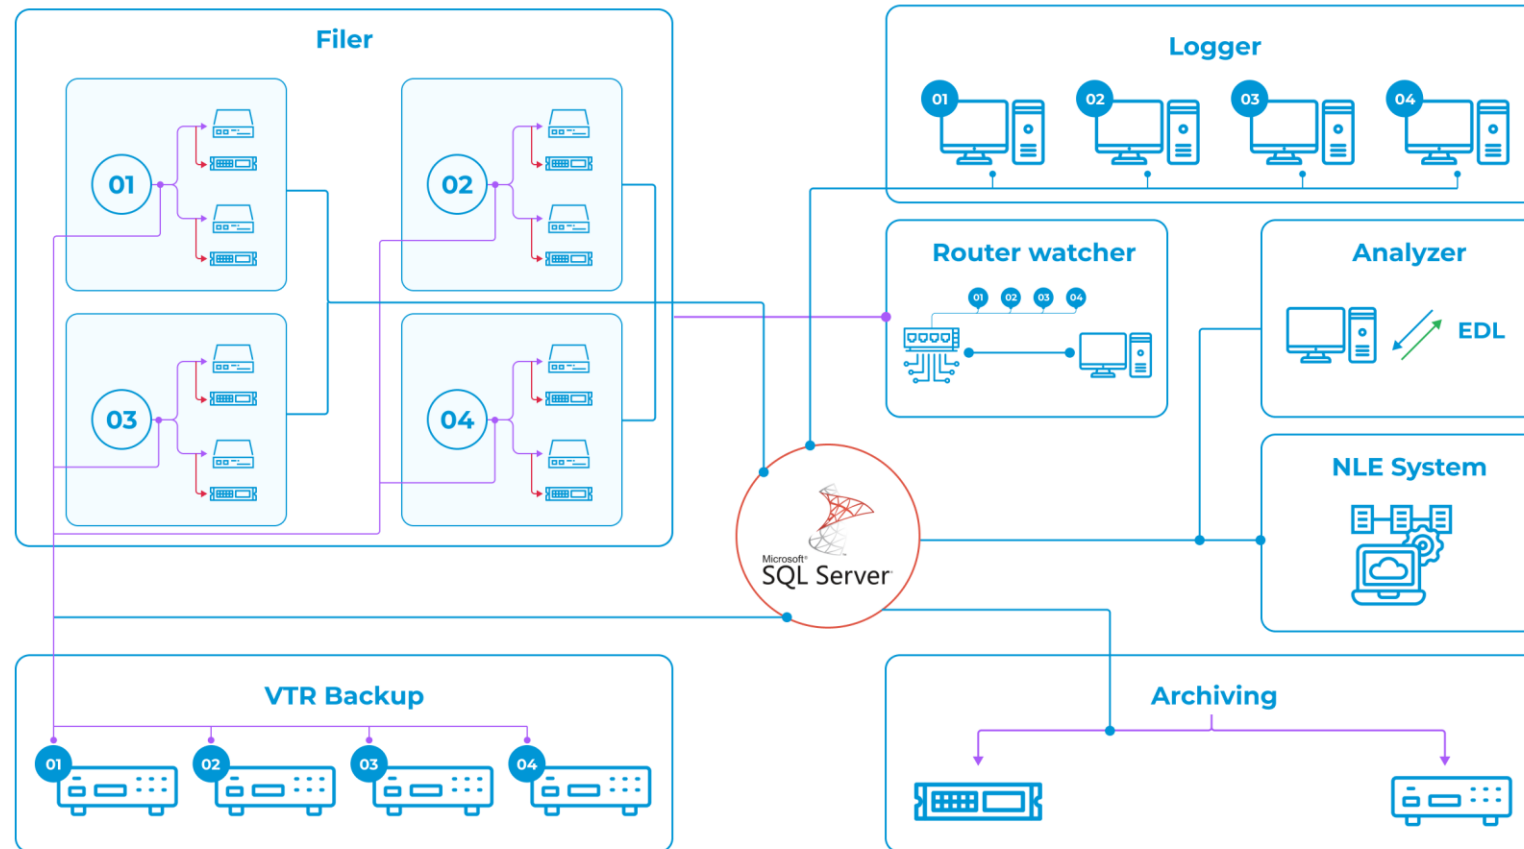 Filer
01
02
03
04
Logger
01
02
03
04
Router watcher
01
02
03
04
Analyzer
EDL
NLE System
Microsoft®
SQL Server
VTR Backup
01
02
03
04
Archiving